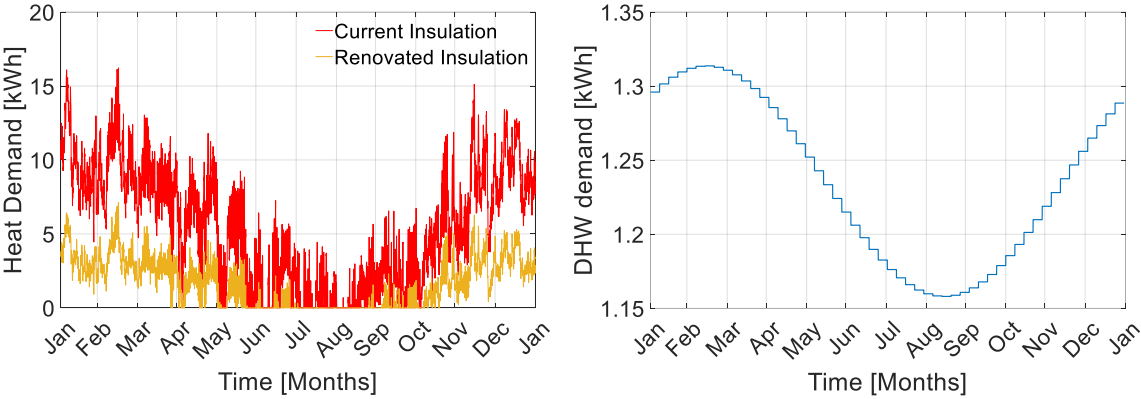 20
15
10
5
0
Heat Demand [kWh]
Current Insulation
Renovated Insulation
Jan Feb Mar Apr May Jun Jul Aug Sep Oct Nov Dec Jan
Time [Months]
1.35
1.3
1.25
1.2
1.15
DHW demand [kWh]
Jan Feb Mar Apr May Jun Jul Aug Sep Oct Nov Dec Jan
Time [Months]